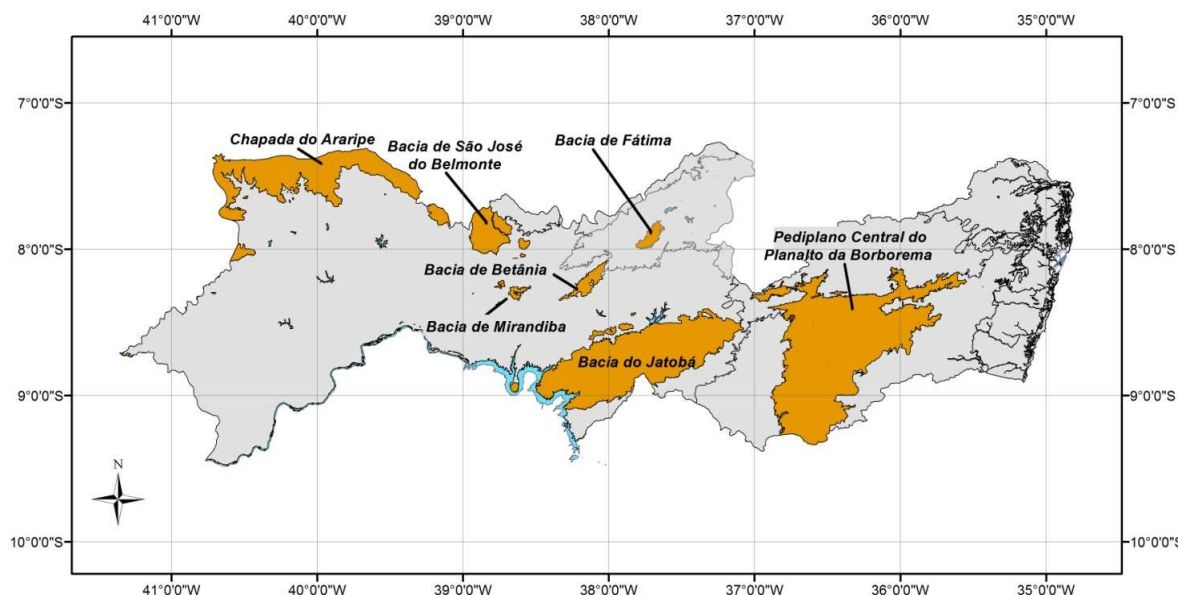 41°0'0"W 40°0'0"W 39°0'0"W 38°0'0"W 37°0'0"W 36°0'0"W 35°0'0"W
7°0'0"S 7°0'0"S
Chapada do Araripe
Bacia de São José
do Belmonte
Bacia de Fátima
8°0'0"S 8°0'0"S
Pediplano Central do
Planalto da Borborema
Bacia de Betânia
Bacia de Mirandiba
Bacia do Jatobá
9°0'0"S 9°0'0"S
N
10°0'0"S 10°0'0"S
41°0'0"W 40°0'0"W 39°0'0"W 38°0'0"W 37°0'0"W 36°0'0"W 35°0'0"W